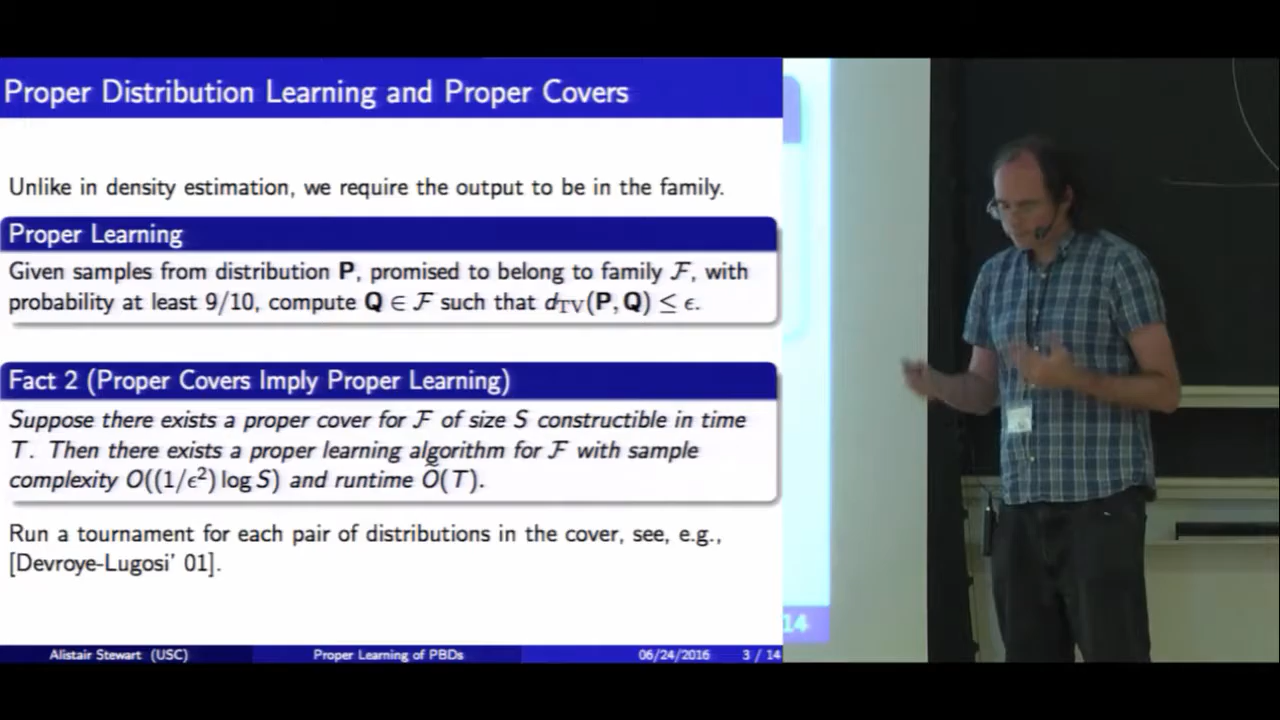 Proper Distribution Learning and Proper Covers
Unlike in density estimation, we require the output to be in the family.
Proper Learning
Given samples from distribution P, promised to belong to family ℱ, with
probability at least 9/10, compute Q ∈ ℱ such that d_TV(P, Q) ≤ ϵ.
Fact 2 (Proper Covers Imply Proper Learning)
Suppose there exists a proper cover for ℱ of size S constructible in time
T. Then there exists a proper learning algorithm for ℱ with sample
complexity O((1/ϵ²) log S) and runtime Õ(T).
Run a tournament for each pair of distributions in the cover, see, e.g.,
[Devroye-Lugosi' 01].
Alistair Stewart (USC) Proper Learning of PBDs 06/24/2016 3 / 14
14